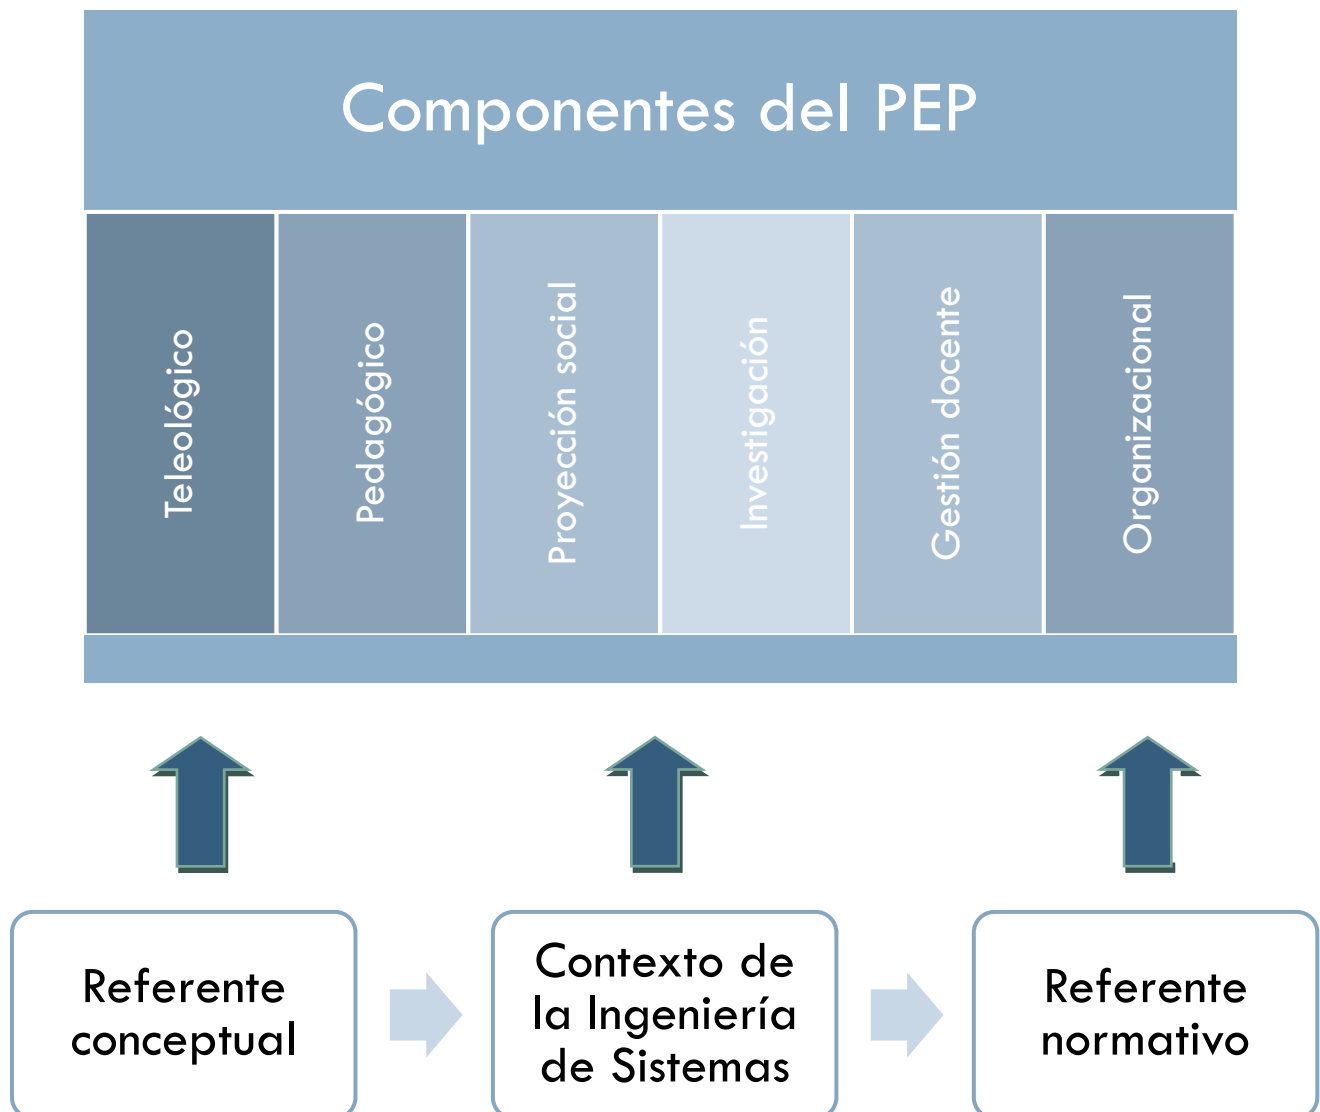 Componentes del PEP
Teleológico
Pedagógico
Proyección social
Investigación
Gestión docente
Organizacional
Referente
conceptual
Contexto de
la Ingeniería
de Sistemas
Referente
normativo